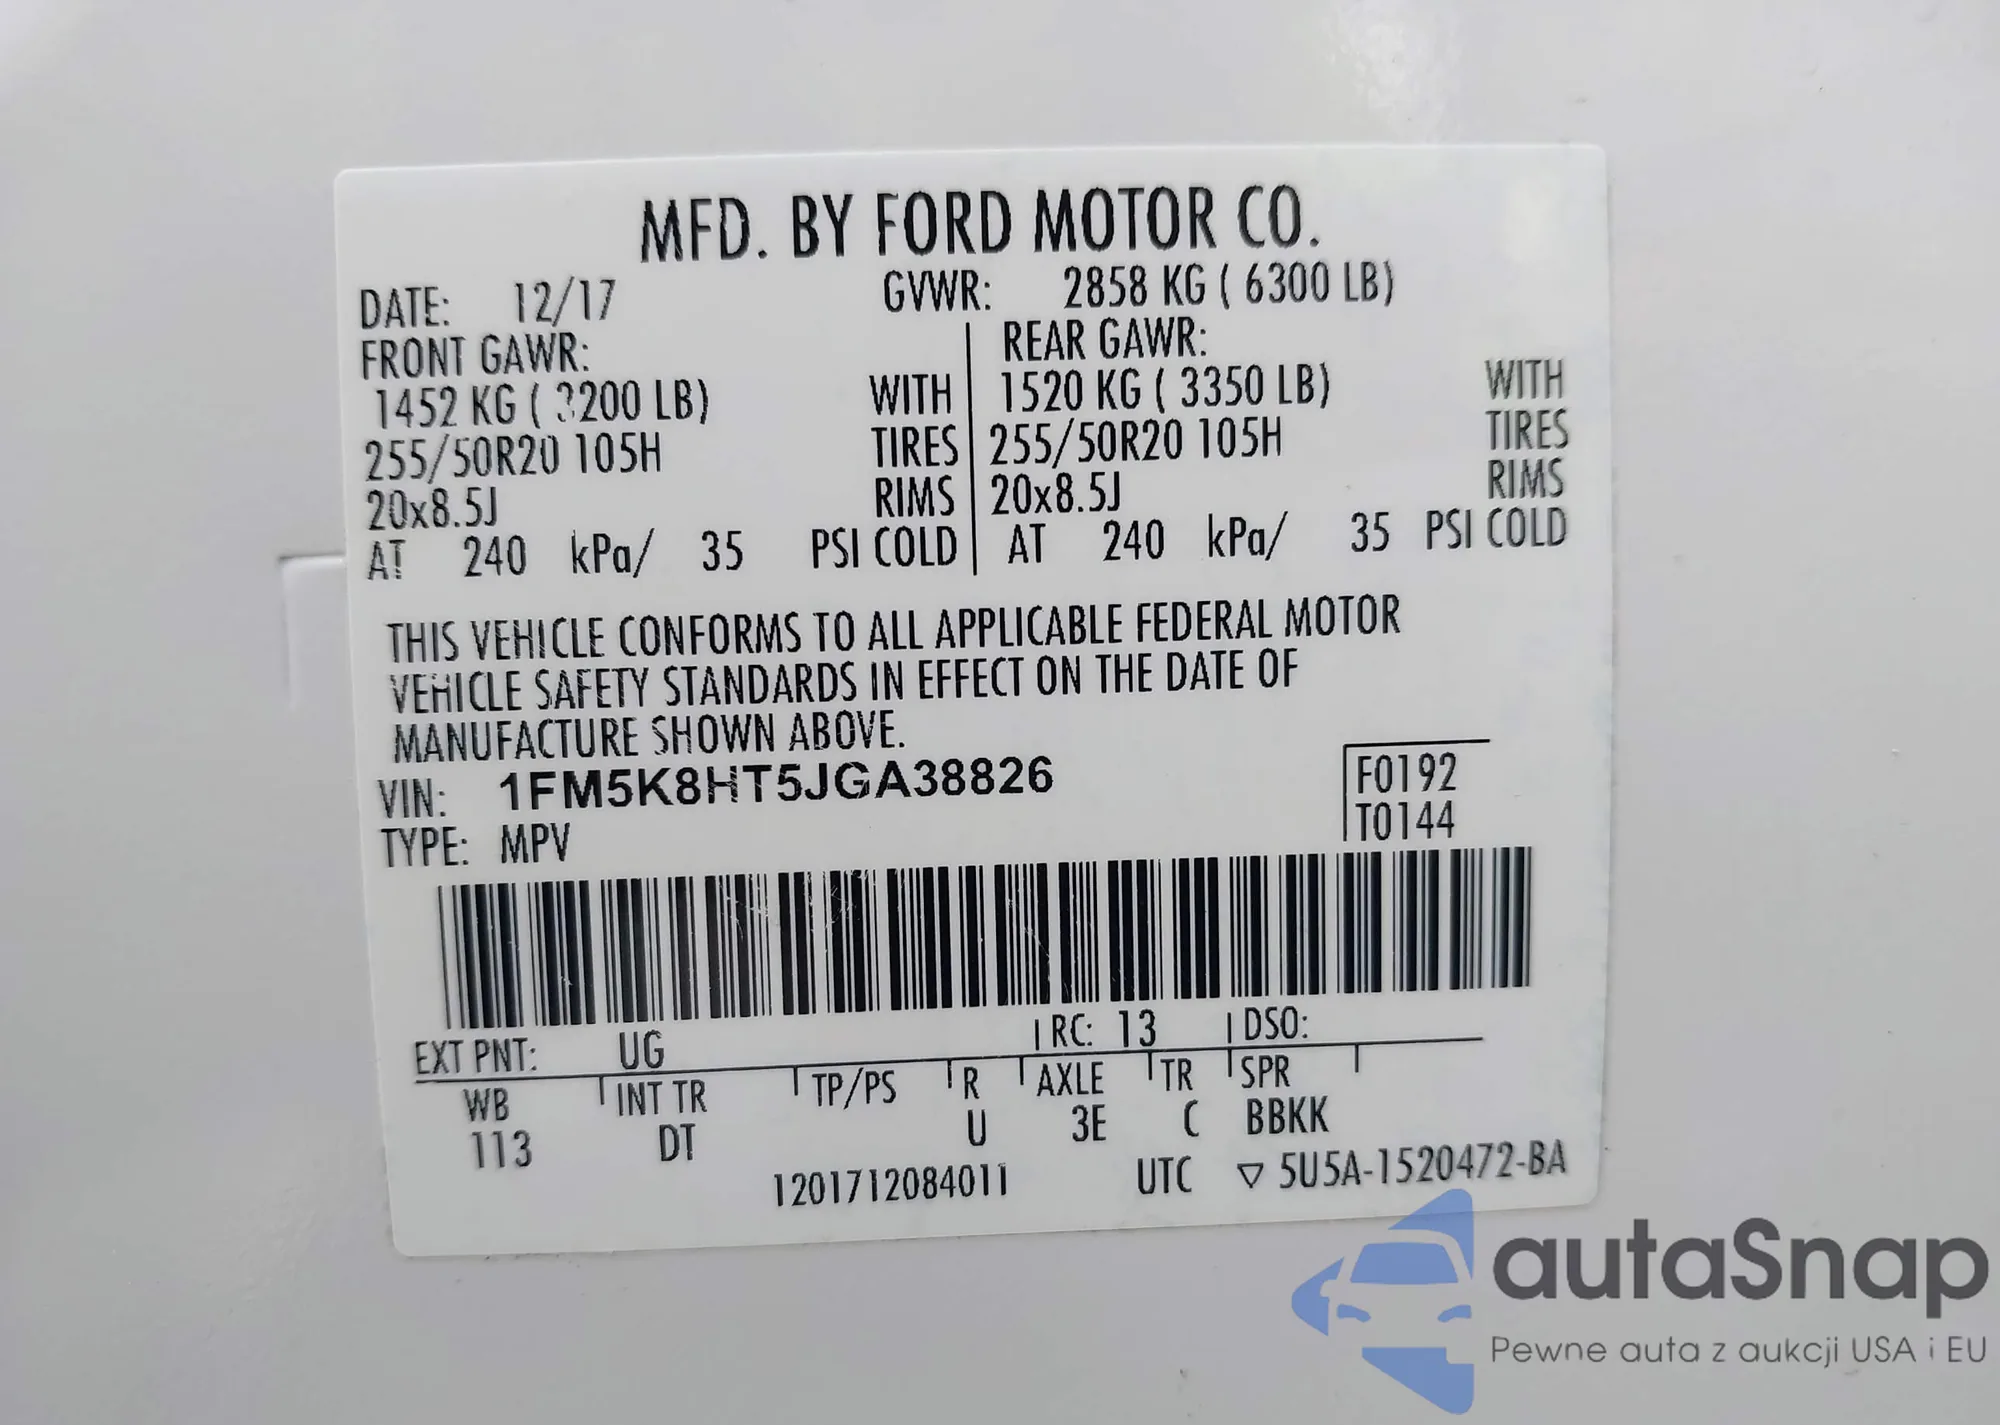 MFD. BY FORD MOTOR CO.
DATE: 12/17 GVWR: 2858 KG ( 6300 LB)
FRONT GAWR: REAR GAWR:
1452 KG ( 3200 LB) WITH 1520 KG ( 3350 LB) WITH
255/50R20 105H TIRES 255/50R20 105H TIRES
20x8.5J RIMS 20x8.5J RIMS
AT 240 kPa/ 35 PSI COLD AT 240 kPa/ 35 PSI COLD
THIS VEHICLE CONFORMS TO ALL APPLICABLE FEDERAL MOTOR
VEHICLE SAFETY STANDARDS IN EFFECT ON THE DATE OF
MANUFACTURE SHOWN ABOVE.
VIN: 1FM5K8HT5JGA38826 F0192
TYPE: MPV T0144
EXT PNT: UG RC: 13 DSO:
WB INT TR TP/PS R AXLE TR SPR
113 DT U 3E C BBKK
1201712084011 UTC ▽ 5U5A-1520472-BA
autaSnap
Pewne auta z aukcji USA i EU